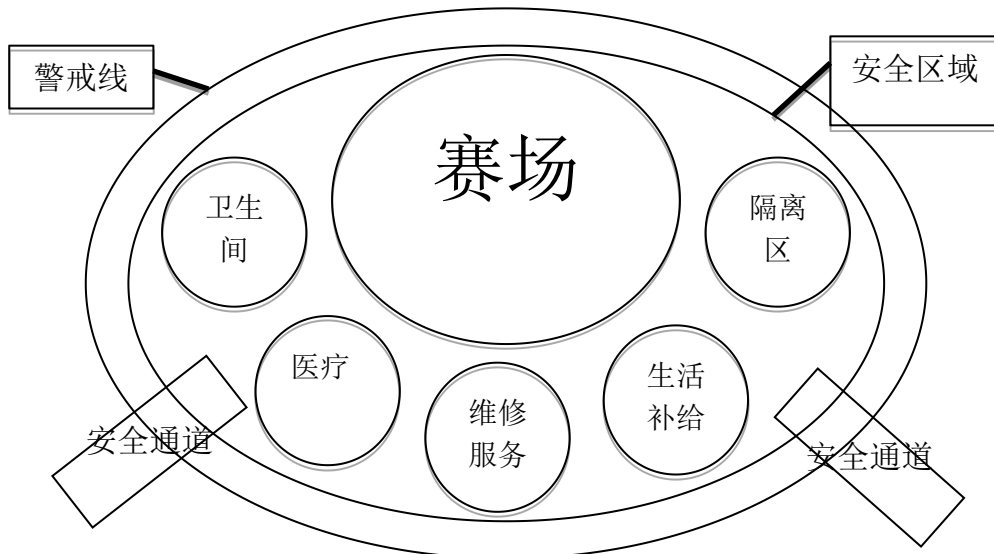 警戒线
安全区域
赛场
卫生
间
隔离
区
医疗
维修
服务
生活
补给
安全通道
安全通道